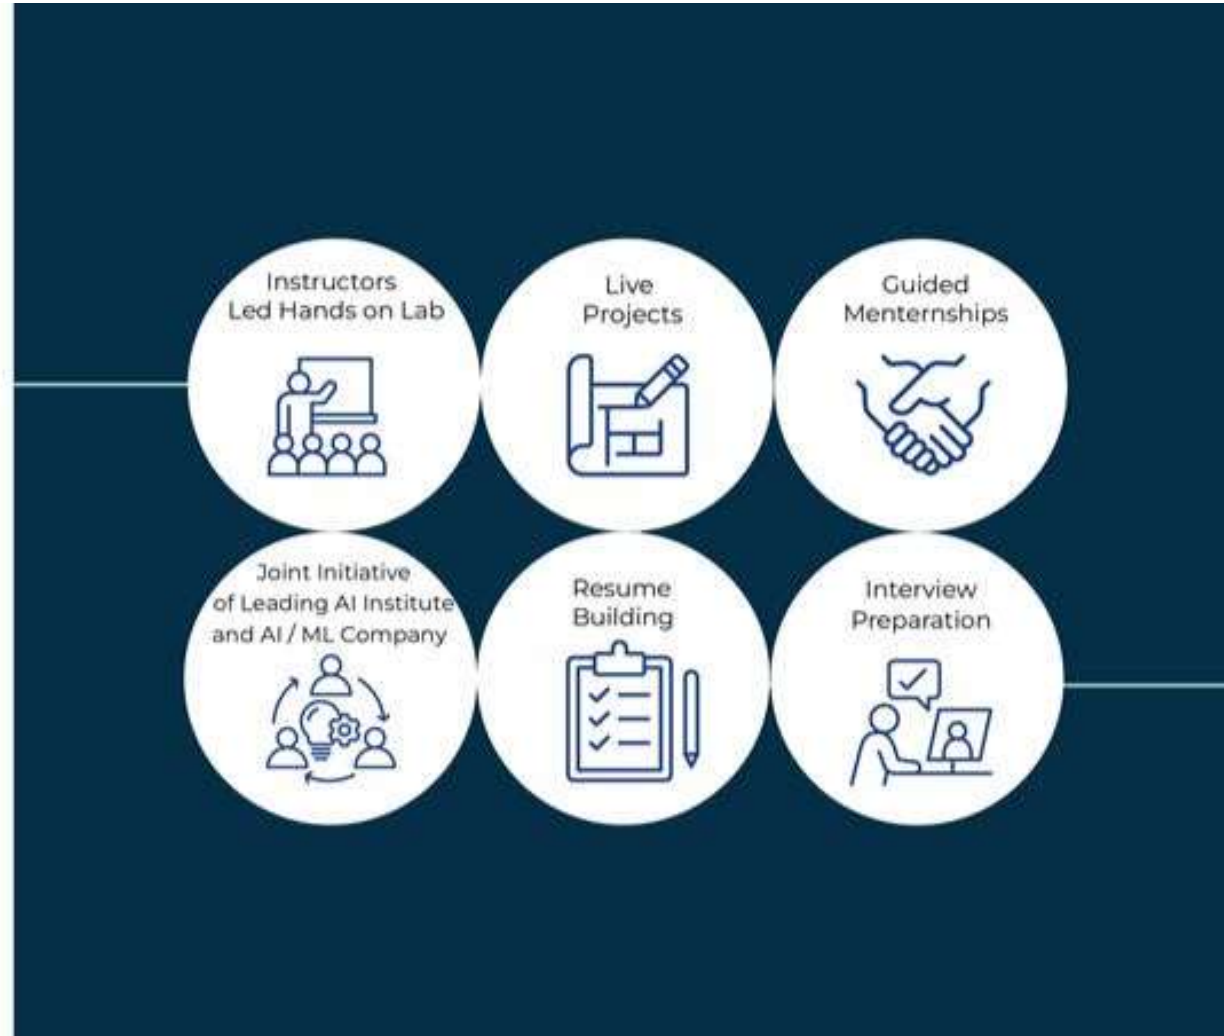 Instructors
Led Hands on Lab
Live
Projects
Guided
Menternships
Joint Initiative
of Leading AI Institute
and AI / ML Company
Resume
Building
Interview
Preparation